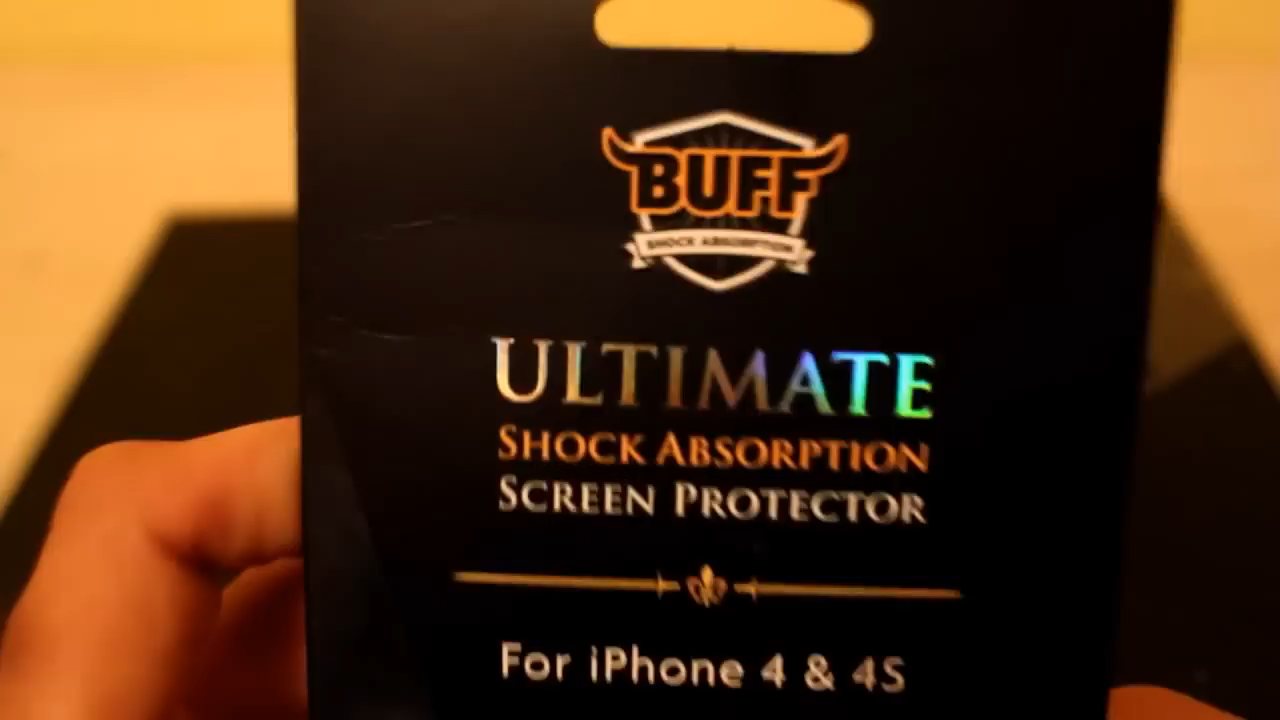 BUFF
SHOCK ABSORPTION
ULTIMATE
SHOCK ABSORPTION
SCREEN PROTECTOR
For iPhone 4 & 4S